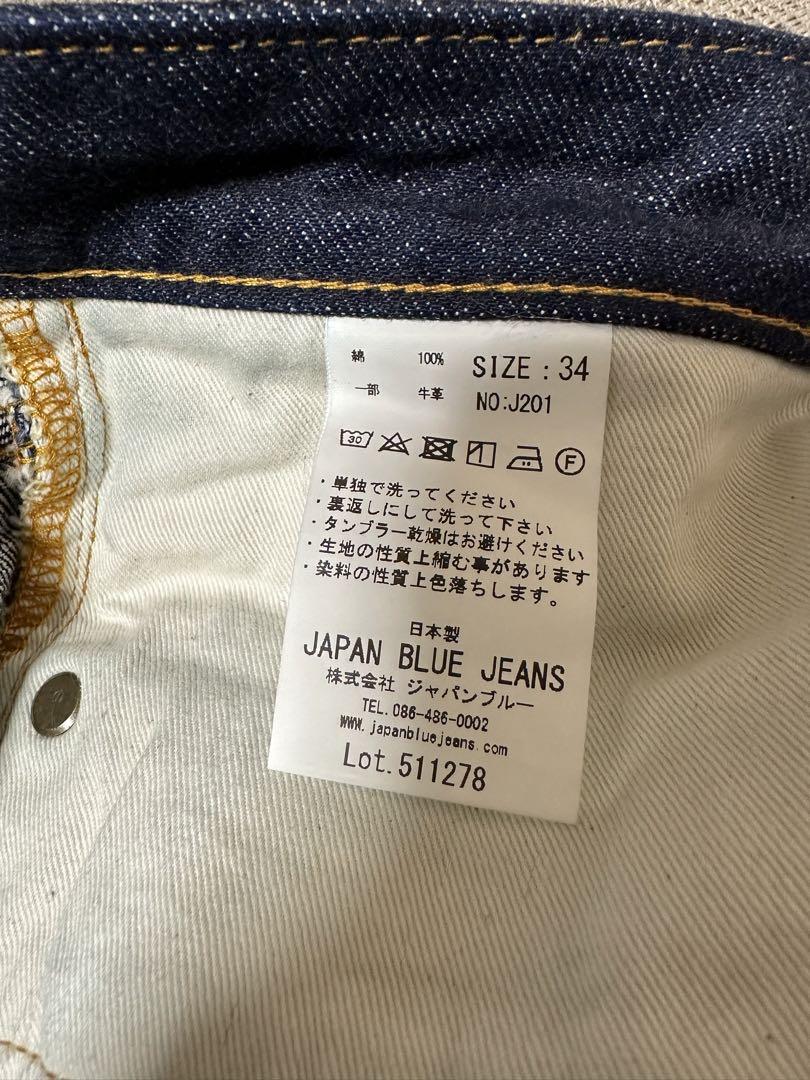 綿 100% SIZE : 34
一部 牛革 NO:J201
30 F
・単独で洗ってください
・裏返しにして洗って下さい
・タンブラー乾燥はお避けください
・生地の性質上縮む事があります
・染料の性質上色落ちします。
日本製
JAPAN BLUE JEANS
株式会社 ジャパンブルー
TEL. 086-486-0002
WWW. japanbluejeans. com
Lot. 511278